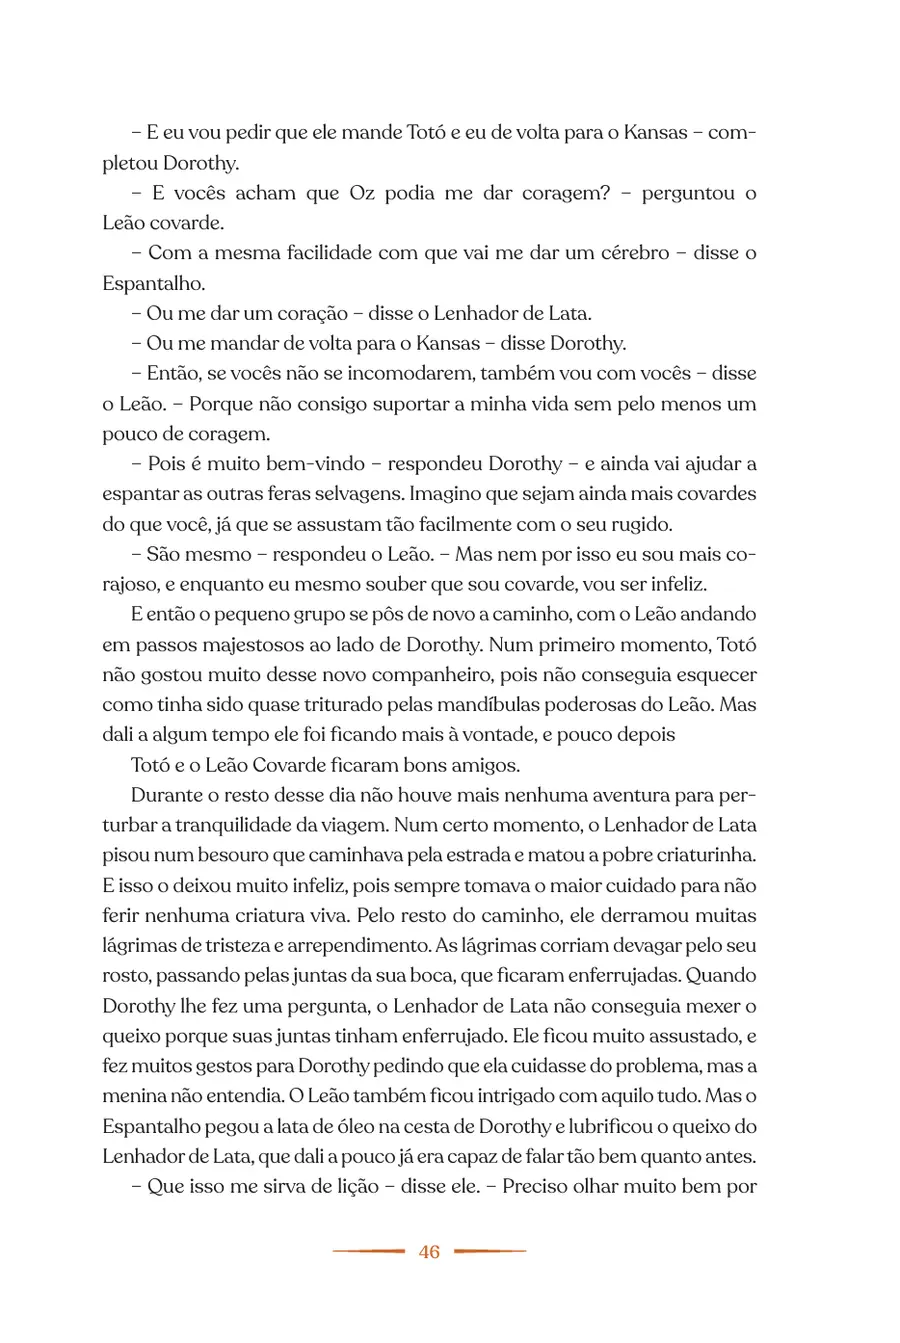 – E eu vou pedir que ele mande Totó e eu de volta para o Kansas – com-
pletou Dorothy.
– E vocês acham que Oz podia me dar coragem? – perguntou o
Leão covarde.
– Com a mesma facilidade com que vai me dar um cérebro – disse o
Espantalho.
– Ou me dar um coração – disse o Lenhador de Lata.
– Ou me mandar de volta para o Kansas – disse Dorothy.
– Então, se vocês não se incomodarem, também vou com vocês – disse
o Leão. – Porque não consigo suportar a minha vida sem pelo menos um
pouco de coragem.
– Pois é muito bem-vindo – respondeu Dorothy – e ainda vai ajudar a
espantar as outras feras selvagens. Imagino que sejam ainda mais covardes
do que você, já que se assustam tão facilmente com o seu rugido.
– São mesmo – respondeu o Leão. – Mas nem por isso eu sou mais co-
rajoso, e enquanto eu mesmo souber que sou covarde, vou ser infeliz.
E então o pequeno grupo se pôs de novo a caminho, com o Leão andando
em passos majestosos ao lado de Dorothy. Num primeiro momento, Totó
não gostou muito desse novo companheiro, pois não conseguia esquecer
como tinha sido quase triturado pelas mandíbulas poderosas do Leão. Mas
dali a algum tempo ele foi ficando mais à vontade, e pouco depois
Totó e o Leão Covarde ficaram bons amigos.
Durante o resto desse dia não houve mais nenhuma aventura para per-
turbar a tranquilidade da viagem. Num certo momento, o Lenhador de Lata
pisou num besouro que caminhava pela estrada e matou a pobre criaturinha.
E isso o deixou muito infeliz, pois sempre tomava o maior cuidado para não
ferir nenhuma criatura viva. Pelo resto do caminho, ele derramou muitas
lágrimas de tristeza e arrependimento. As lágrimas corriam devagar pelo seu
rosto, passando pelas juntas da sua boca, que ficaram enferrujadas. Quando
Dorothy lhe fez uma pergunta, o Lenhador de Lata não conseguia mexer o
queixo porque suas juntas tinham enferrujado. Ele ficou muito assustado, e
fez muitos gestos para Dorothy pedindo que ela cuidasse do problema, mas a
menina não entendia. O Leão também ficou intrigado com aquilo tudo. Mas o
Espantalho pegou a lata de óleo na cesta de Dorothy e lubrificou o queixo do
Lenhador de Lata, que dali a pouco já era capaz de falar tão bem quanto antes.
– Que isso me sirva de lição – disse ele. – Preciso olhar muito bem por
46